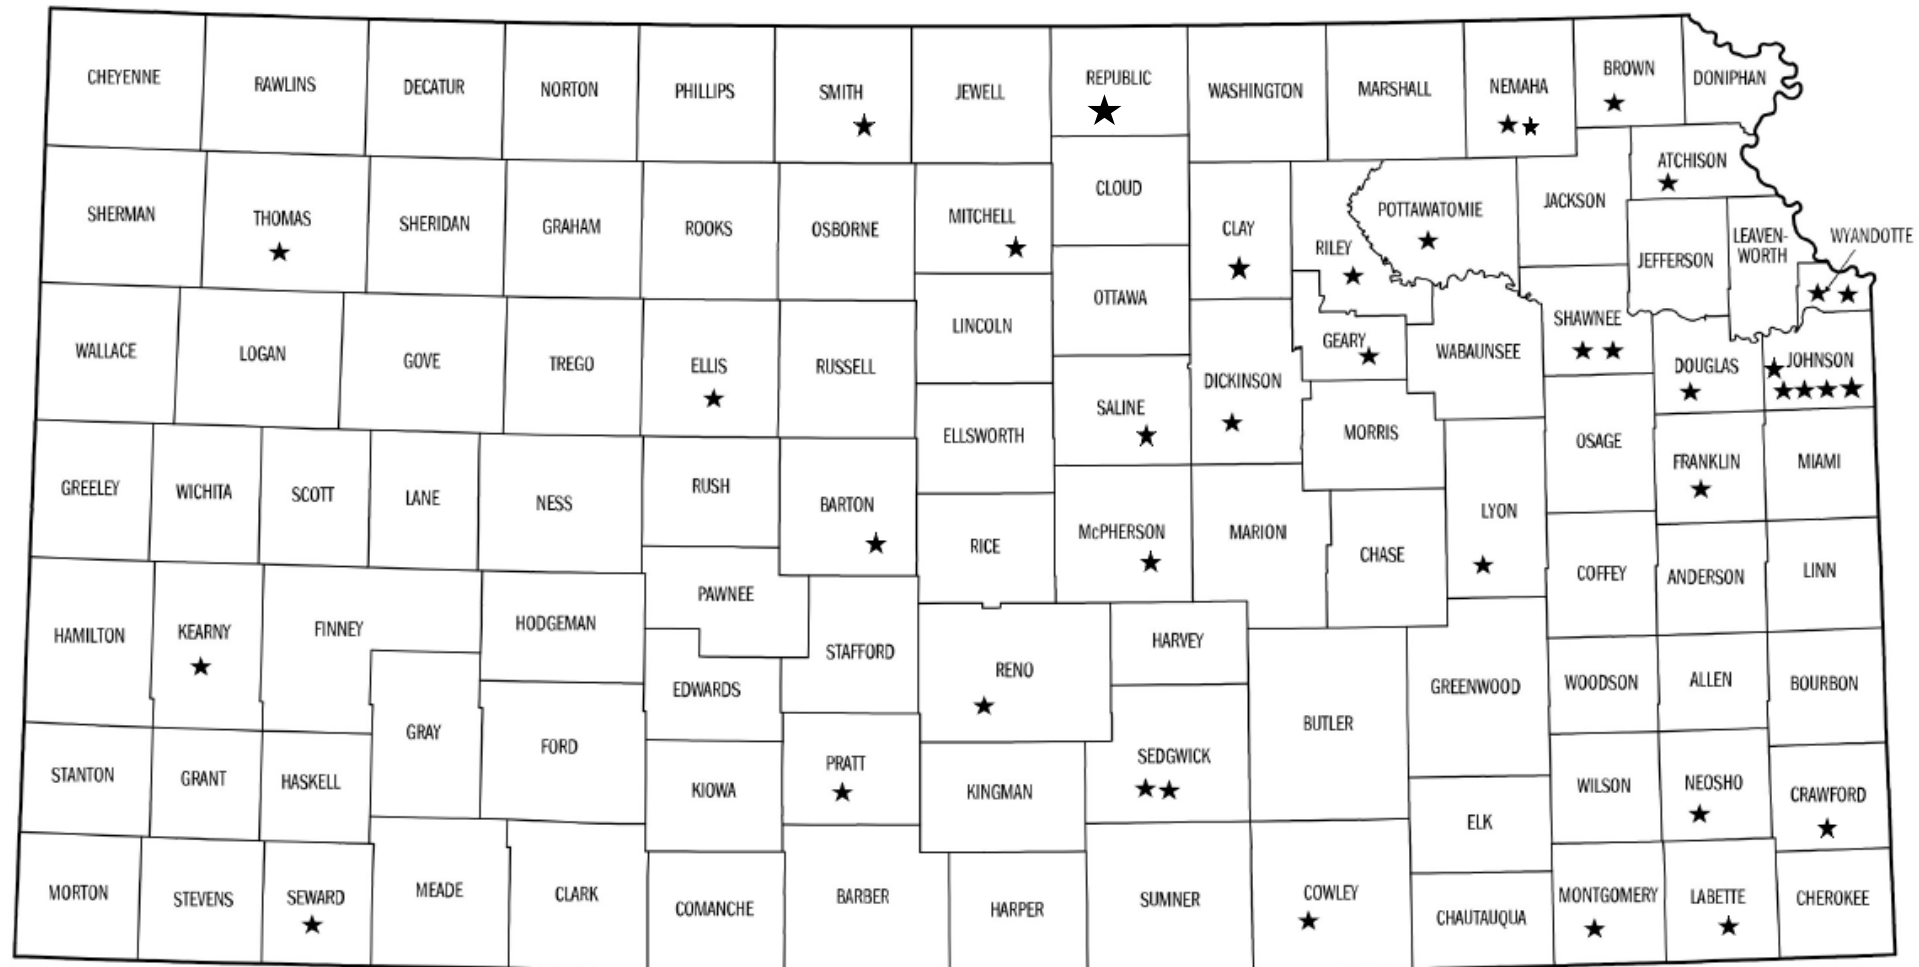 CHEYENNE
RAWLINS
DECATUR
NORTON
PHILLIPS
SMITH
JEWELL
REPUBLIC
WASHINGTON
MARSHALL
NEMAHA
BROWN
DONIPHAN
SHERMAN
THOMAS
SHERIDAN
GRAHAM
ROOKS
OSBORNE
MITCHELL
CLOUD
CLAY
RILEY
POTTAWATOMIE
JACKSON
ATCHISON
JEFFERSON
LEAVEN-
WORTH
WYANDOTTE
WALLACE
LOGAN
GOVE
TREGO
ELLIS
RUSSELL
LINCOLN
OTTAWA
SALINE
DICKINSON
GEARY
WABAUNSEE
SHAWNEE
DOUGLAS
JOHNSON
GREELEY
WICHITA
SCOTT
LANE
NESS
RUSH
BARTON
ELLSWORTH
RICE
McPHERSON
MARION
MORRIS
CHASE
LYON
OSAGE
FRANKLIN
MIAMI
COFFEY
ANDERSON
LINN
HAMILTON
KEARNY
FINNEY
HODGEMAN
PAWNEE
STAFFORD
EDWARDS
RENO
HARVEY
GRAY
FORD
BUTLER
GREENWOOD
WOODSON
ALLEN
BOURBON
STANTON
GRANT
HASKELL
KIOWA
PRATT
KINGMAN
SEDGWICK
ELK
WILSON
NEOSHO
CRAWFORD
MORTON
STEVENS
SEWARD
MEADE
CLARK
COMANCHE
BARBER
HARPER
SUMNER
COWLEY
CHAUTAUQUA
MONTGOMERY
LABETTE
CHEROKEE